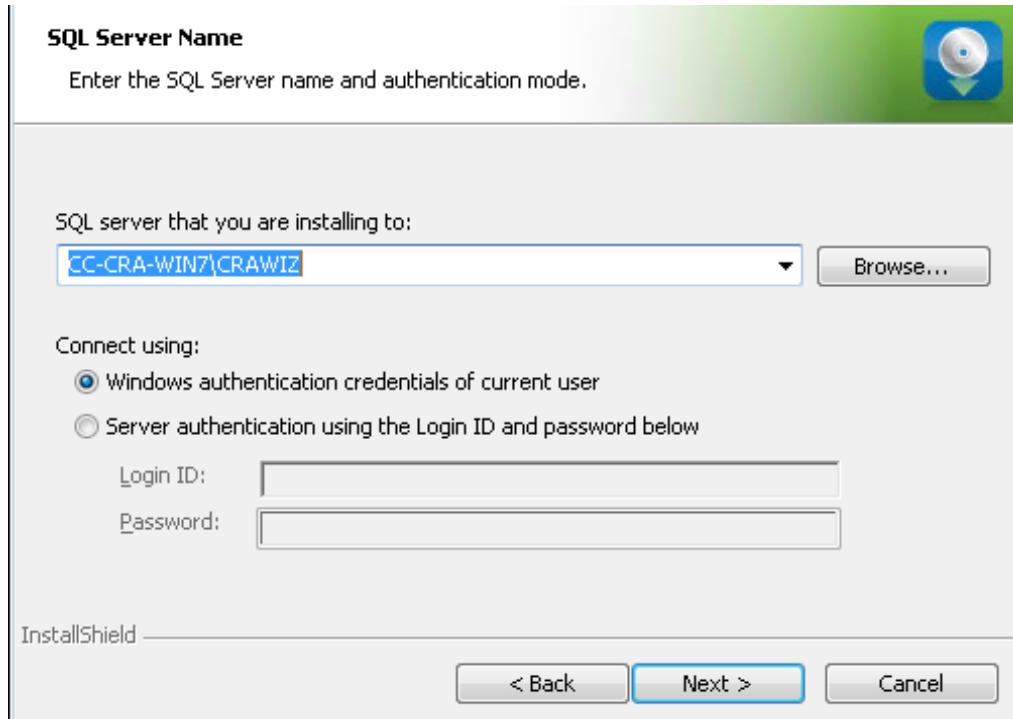 SQL Server Name
Enter the SQL Server name and authentication mode.
SQL server that you are installing to:
CC-CRA-WIN7\CRAWIZ
Browse...
Connect using:
Windows authentication credentials of current user
Server authentication using the Login ID and password below
Login ID:
Password:
InstallShield
< Back
Next >
Cancel